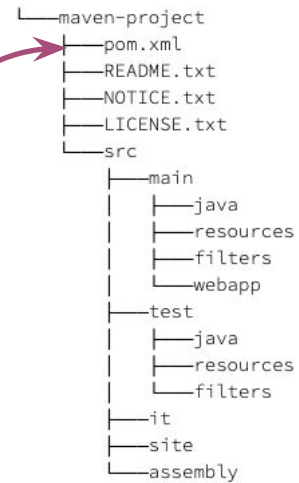 maven-project
pom.xml
README.txt
NOTICE.txt
LICENSE.txt
src
main
java
resources
filters
webapp
test
java
resources
filters
it
site
assembly